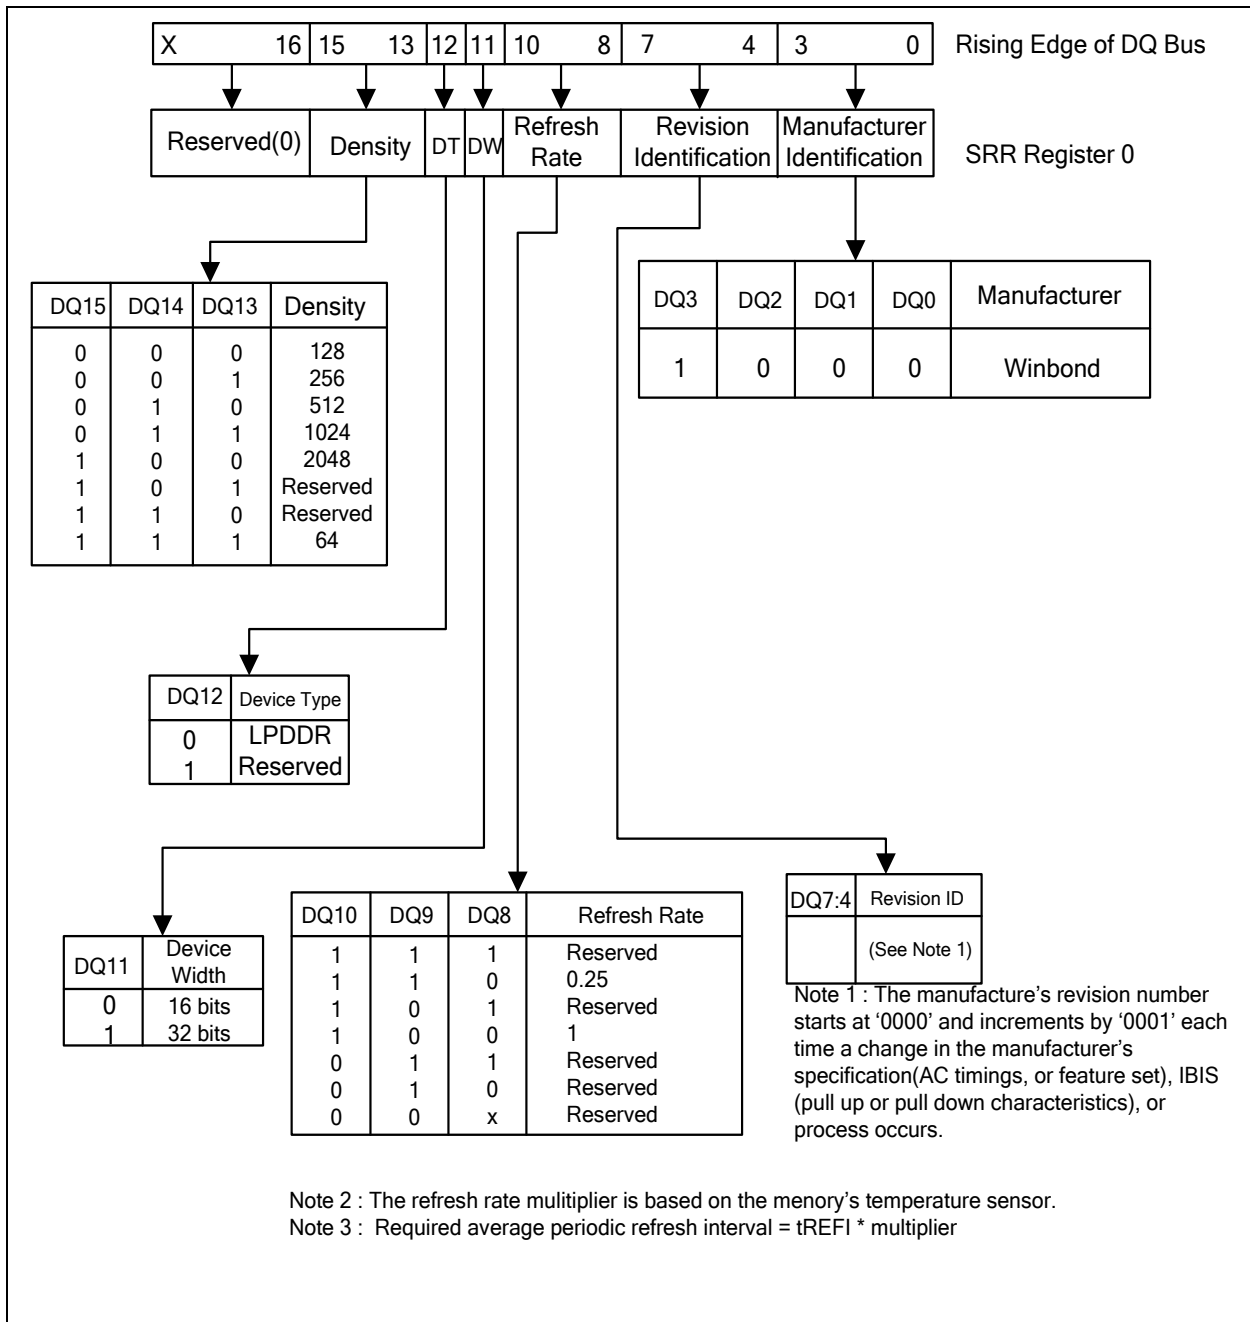 X 16 15 13 12 11 10 8 7 4 3 0 Rising Edge of DQ Bus
Reserved(0) Density DT DW Refresh Rate Revision Identification Manufacturer Identification SRR Register 0
DQ15 DQ14 DQ13 Density
0 0 0 128
0 0 1 256
0 1 0 512
0 1 1 1024
1 0 0 2048
1 0 1 Reserved
1 1 0 Reserved
1 1 1 64
DQ3 DQ2 DQ1 DQ0 Manufacturer
1 0 0 0 Winbond
DQ12 Device Type
0 LPDDR
1 Reserved
DQ11 Device Width
0 16 bits
1 32 bits
DQ10 DQ9 DQ8 Refresh Rate
1 1 1 Reserved
1 1 0 0.25
1 0 1 Reserved
1 0 0 1
0 1 1 Reserved
0 1 0 Reserved
0 0 x Reserved
DQ7:4 Revision ID
(See Note 1)
Note 1 : The manufacture's revision number
starts at ‘0000’ and increments by ‘0001’ each
time a change in the manufacturer's
specification(AC timings, or feature set), IBIS
(pull up or pull down characteristics), or
process occurs.
Note 2 : The refresh rate mulitiplier is based on the menory's temperature sensor.
Note 3 : Required average periodic refresh interval = tREFI * multiplier